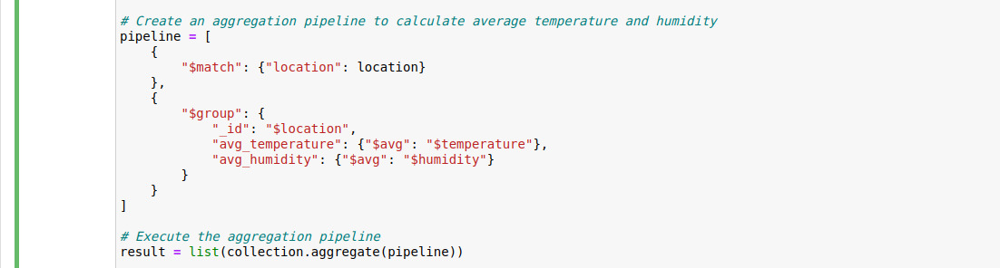 # Create an aggregation pipeline to calculate average temperature and humidity
pipeline = [
    {
        "$match": {"location": location}
    },
    {
        "$group": {
            "_id": "$location",
            "avg_temperature": {"$avg": "$temperature"},
            "avg_humidity": {"$avg": "$humidity"}
        }
    }
]

# Execute the aggregation pipeline
result = list(collection.aggregate(pipeline))